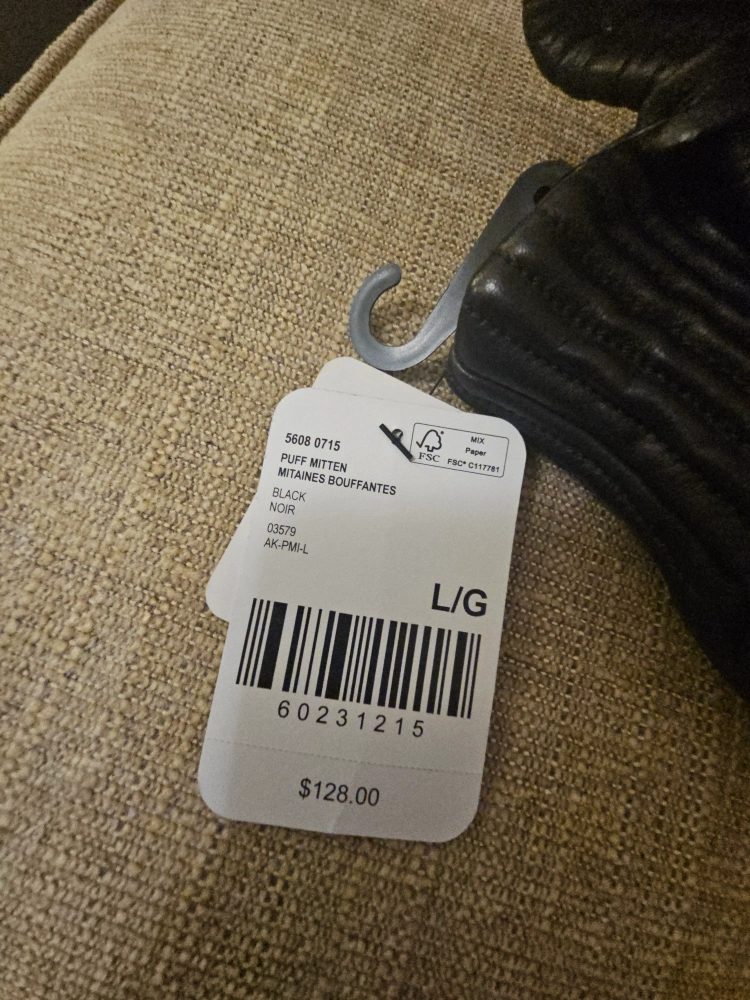 5608 0715
PUFF MITTEN
MITAINES BOUFFANTES
BLACK
NOIR
03579
AK-PMI-L
FSC
MIX
Paper
FSC® C117781
L/G
60231215
$128.00